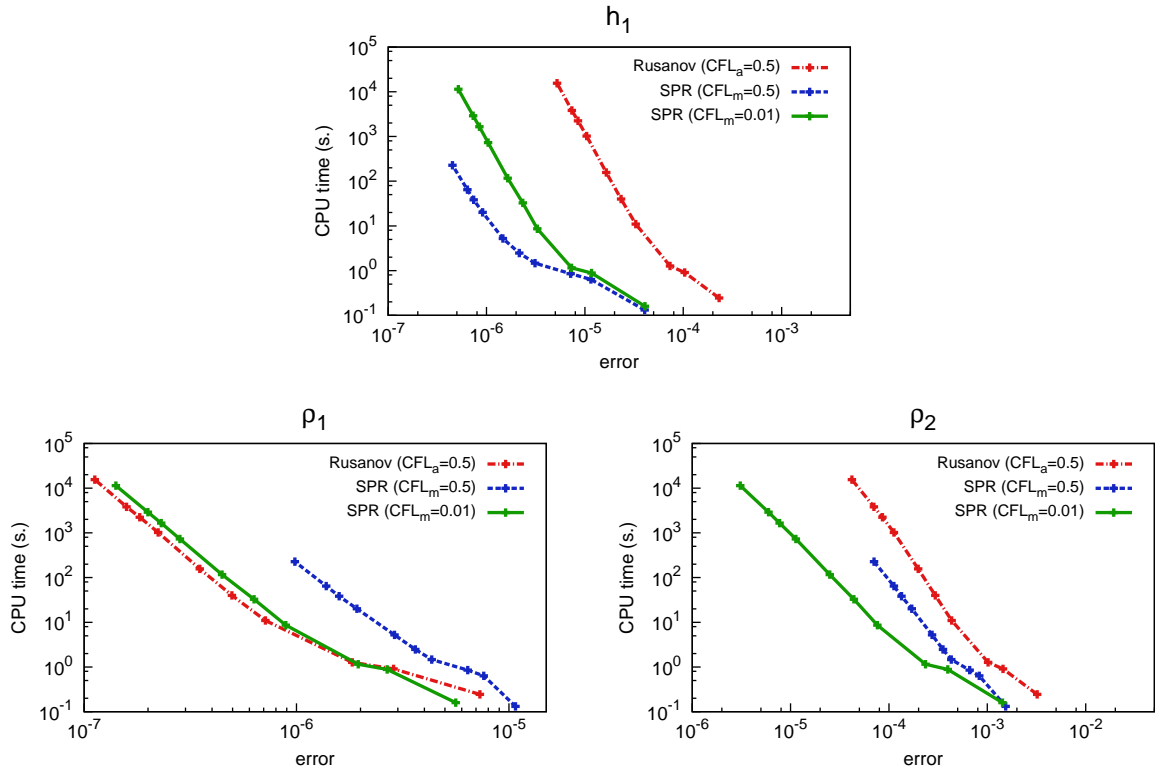 h1
10^5
10^4
10^3
10^2
10^1
10^0
10^-1
CPU time (s.)
Rusanov (CFLa=0.5)
SPR (CFLm=0.5)
SPR (CFLm=0.01)
10^-7
10^-6
10^-5
10^-4
10^-3
error
ρ1
10^5
10^4
10^3
10^2
10^1
10^0
10^-1
CPU time (s.)
Rusanov (CFLa=0.5)
SPR (CFLm=0.5)
SPR (CFLm=0.01)
10^-7
10^-6
10^-5
error
ρ2
10^5
10^4
10^3
10^2
10^1
10^0
10^-1
CPU time (s.)
Rusanov (CFLa=0.5)
SPR (CFLm=0.5)
SPR (CFLm=0.01)
10^-6
10^-5
10^-4
10^-3
10^-2
error